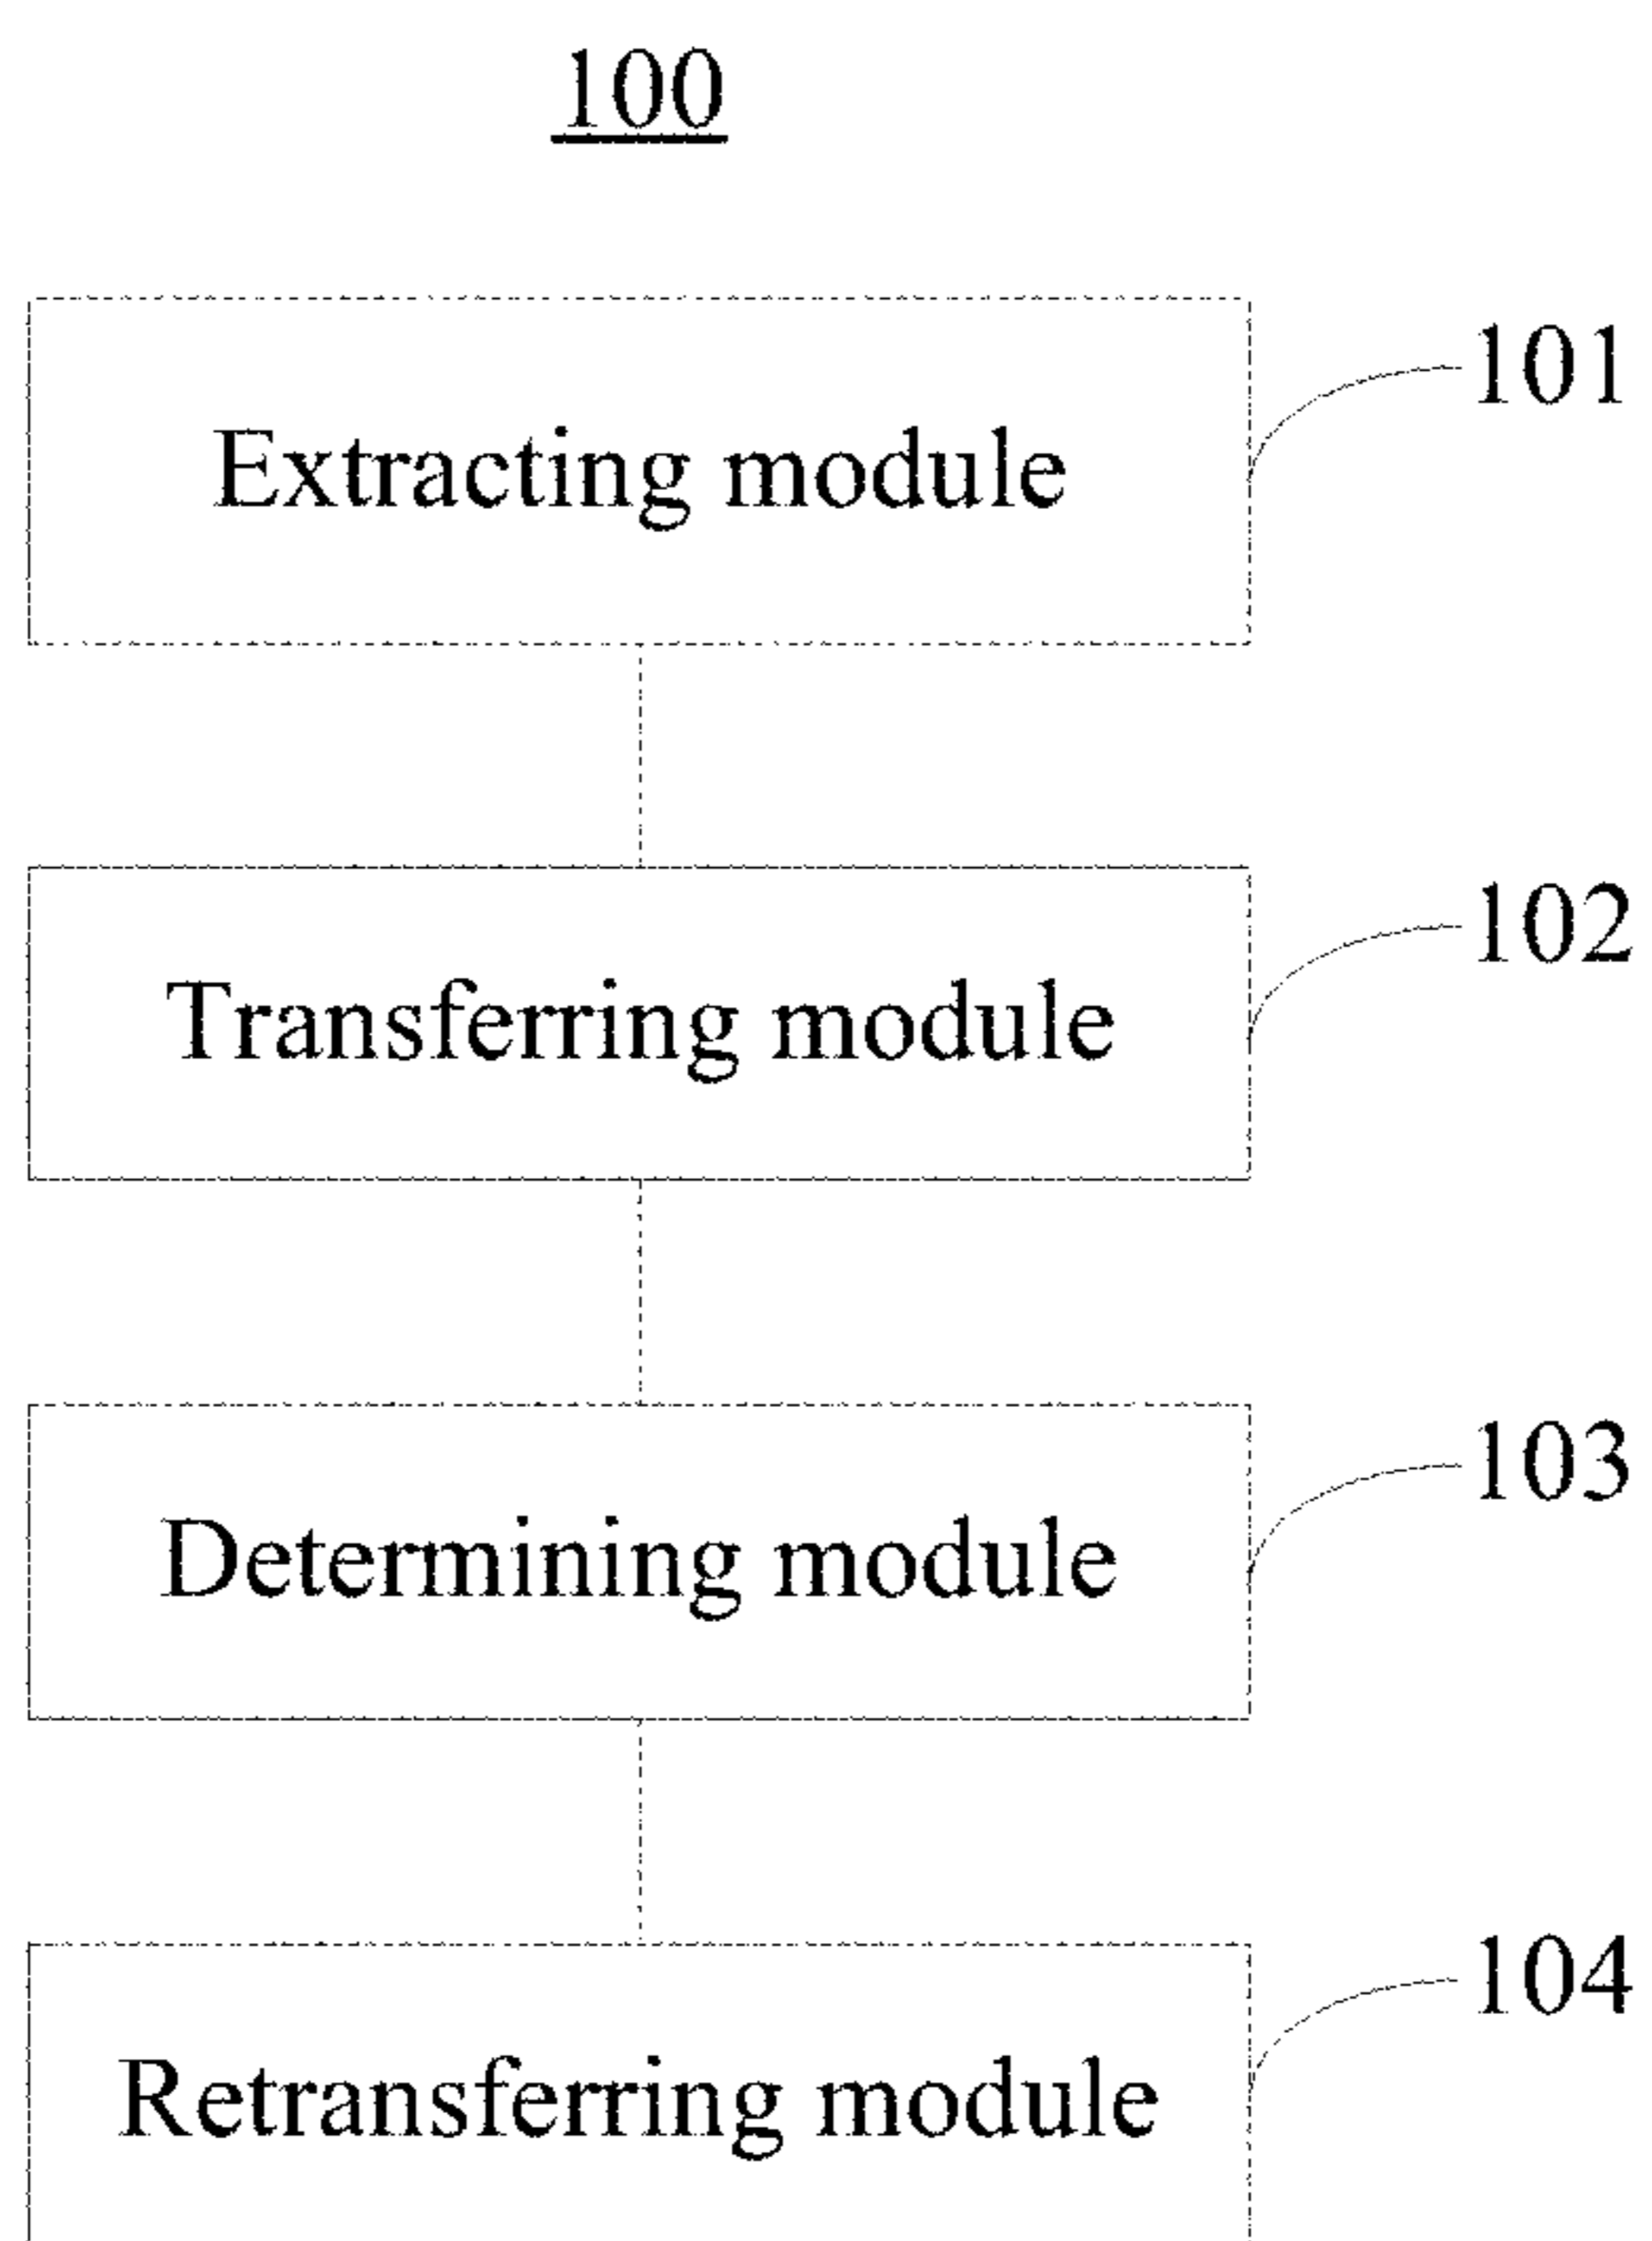 100
Extracting module
101
Transferring module
102
Determining module
103
Retransferring module
104